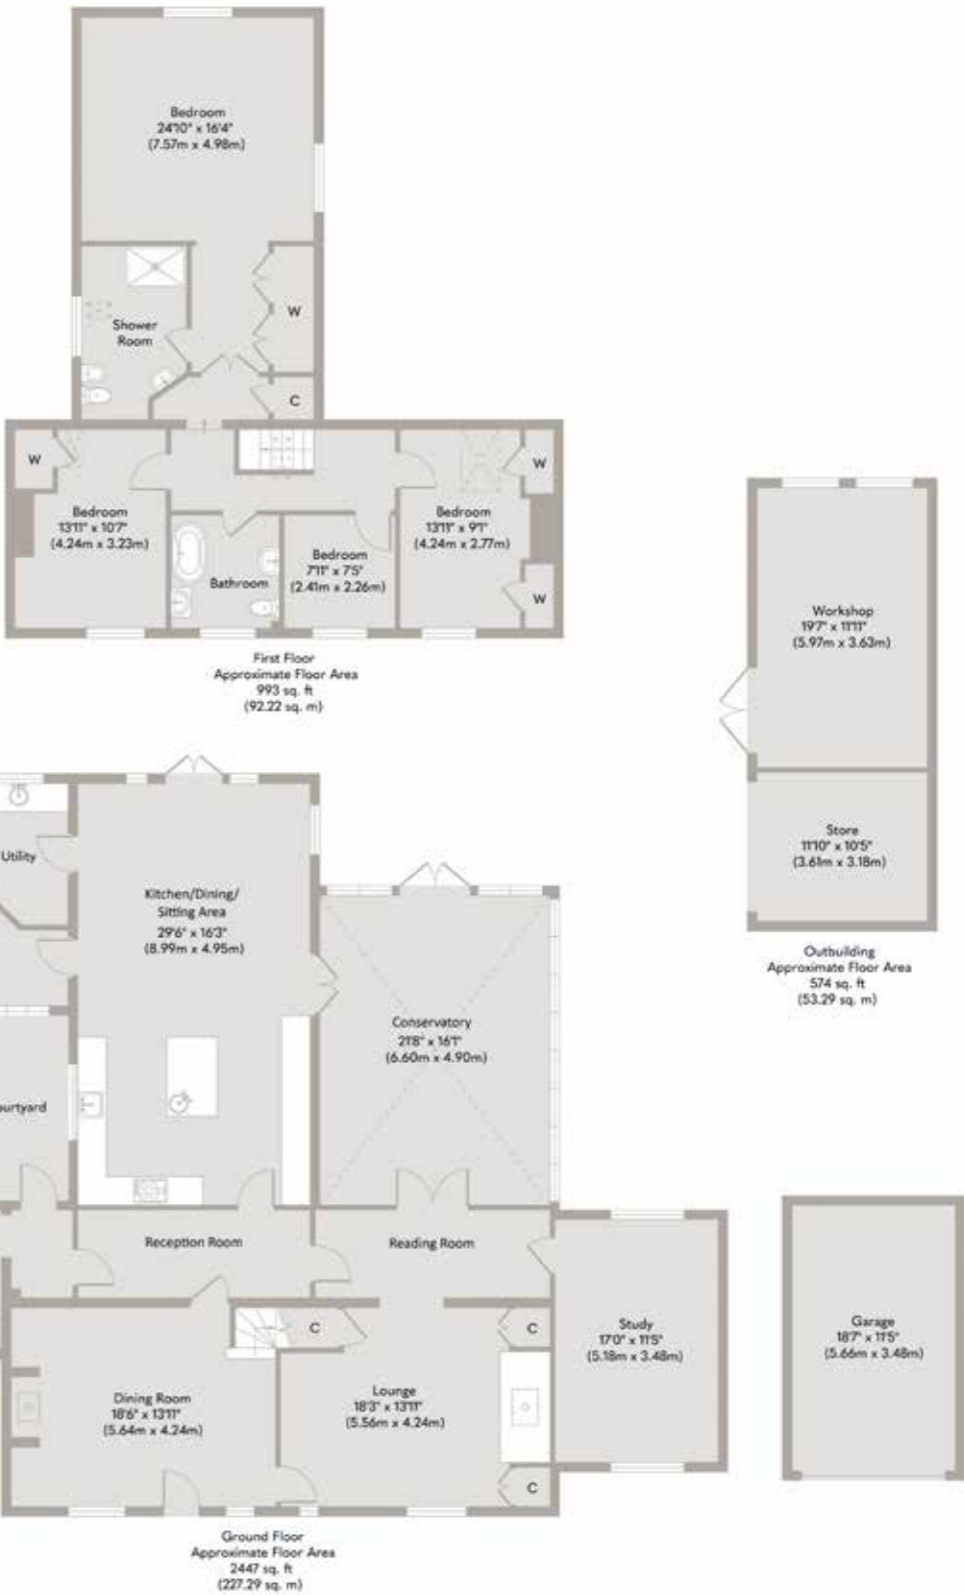 Bedroom
24'10" x 16'4"
(7.57m x 4.98m)
Shower
Room
W
C
W
Bedroom
13'11" x 10'7"
(4.24m x 3.23m)
Bathroom
Bedroom
7'11" x 7'5"
(2.41m x 2.26m)
Bedroom
13'11" x 9'1"
(4.24m x 2.77m)
W
W
First Floor
Approximate Floor Area
993 sq. ft
(92.22 sq. m)
Workshop
19'7" x 11'11"
(5.97m x 3.63m)
Store
11'10" x 10'5"
(3.61m x 3.18m)
Outbuilding
Approximate Floor Area
574 sq. ft
(53.29 sq. m)
Utility
Kitchen/Dining/
Sitting Area
29'6" x 16'3"
(8.99m x 4.95m)
Conservatory
21'8" x 16'1"
(6.60m x 4.90m)
ourtyard
Reception Room
Reading Room
C
C
Study
17'0" x 11'5"
(5.18m x 3.48m)
Garage
18'7" x 11'5"
(5.66m x 3.48m)
Dining Room
18'6" x 13'11"
(5.64m x 4.24m)
Lounge
18'3" x 13'11"
(5.56m x 4.24m)
C
Ground Floor
Approximate Floor Area
2447 sq. ft
(227.29 sq. m)